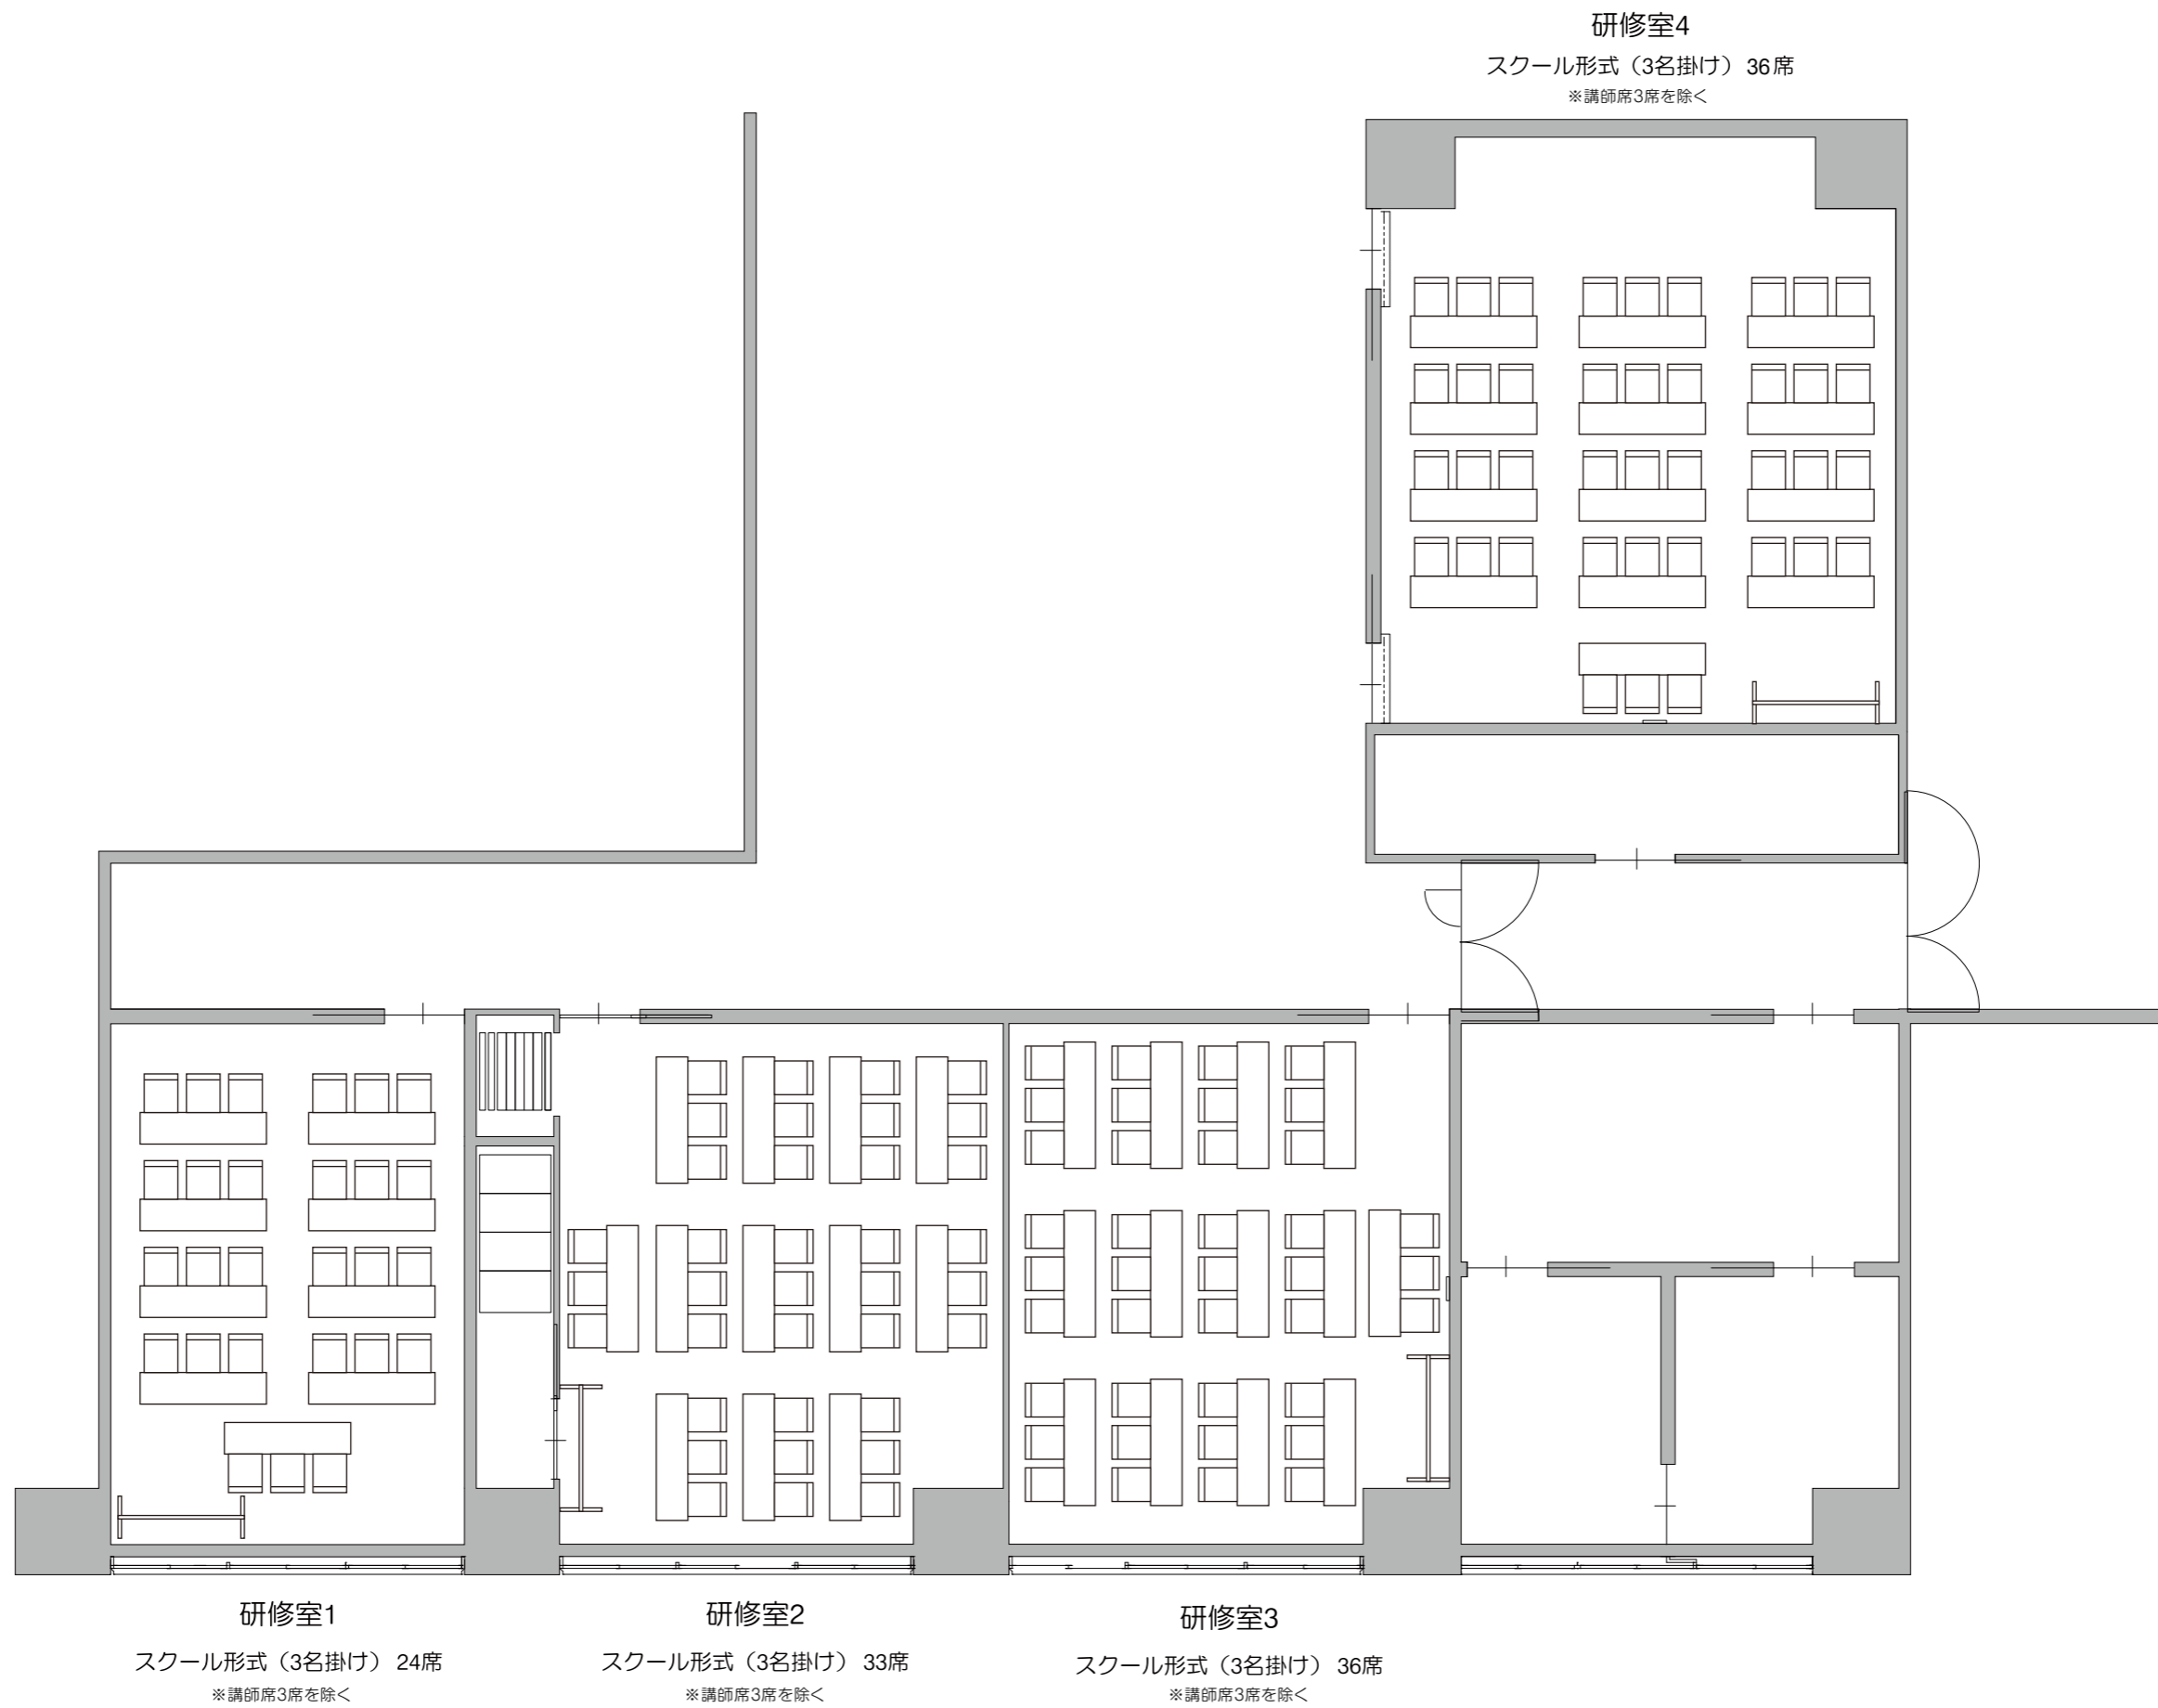 研修室4
スクール形式（3名掛け） 36席
※講師席3席を除く
研修室1
スクール形式（3名掛け） 24席
※講師席3席を除く
研修室2
スクール形式（3名掛け） 33席
※講師席3席を除く
研修室3
スクール形式（3名掛け） 36席
※講師席3席を除く